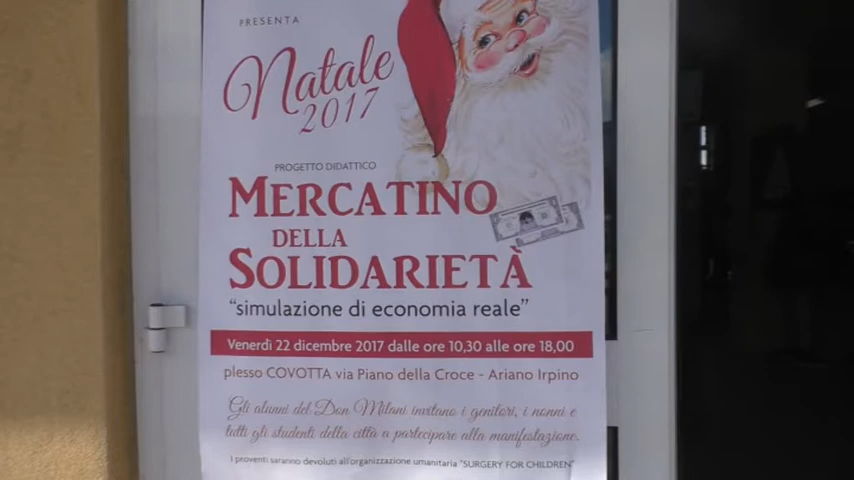 PRESENTA
Natale
2017
PROGETTO DIDATTICO
MERCATINO
DELLA
SOLIDARIETÀ
"simulazione di economia reale"
Venerdì 22 dicembre 2017 dalle ore 10,30 alle ore 18,00
plesso COVOTTA via Piano della Croce - Ariano Irpino
Gli alunni del Don Milani invitano i genitori, i nonni e
tutti gli studenti della città a partecipare alla manifestazione.
I proventi saranno devoluti all'organizzazione umanitaria "SURGERY FOR CHILDREN"